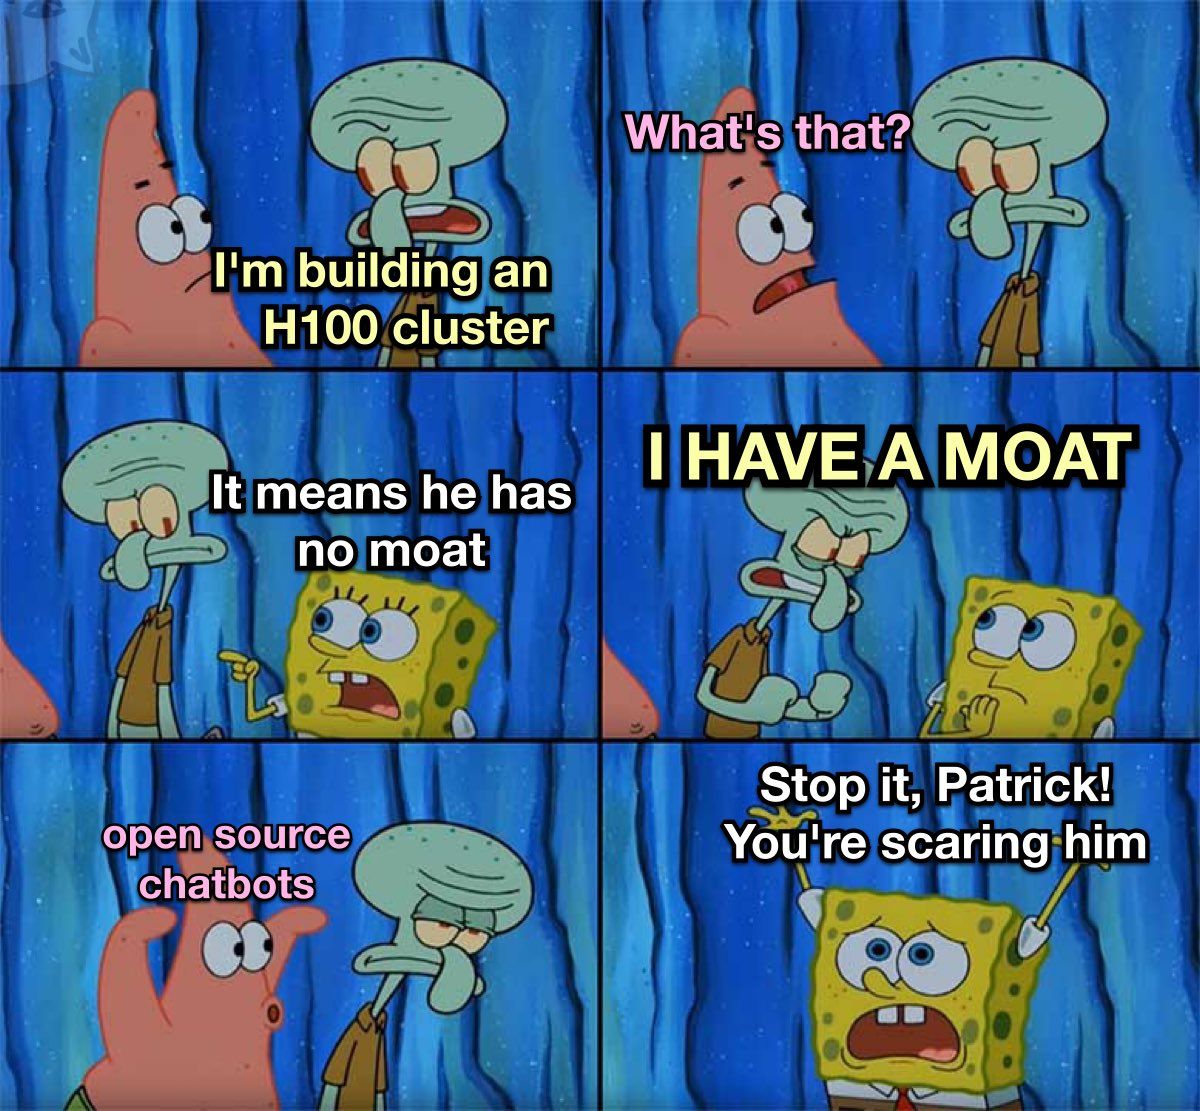 I'm building an
H100 cluster
What's that?
It means he has
no moat
I HAVE A MOAT
open source
chatbots
Stop it, Patrick!
You're scaring him